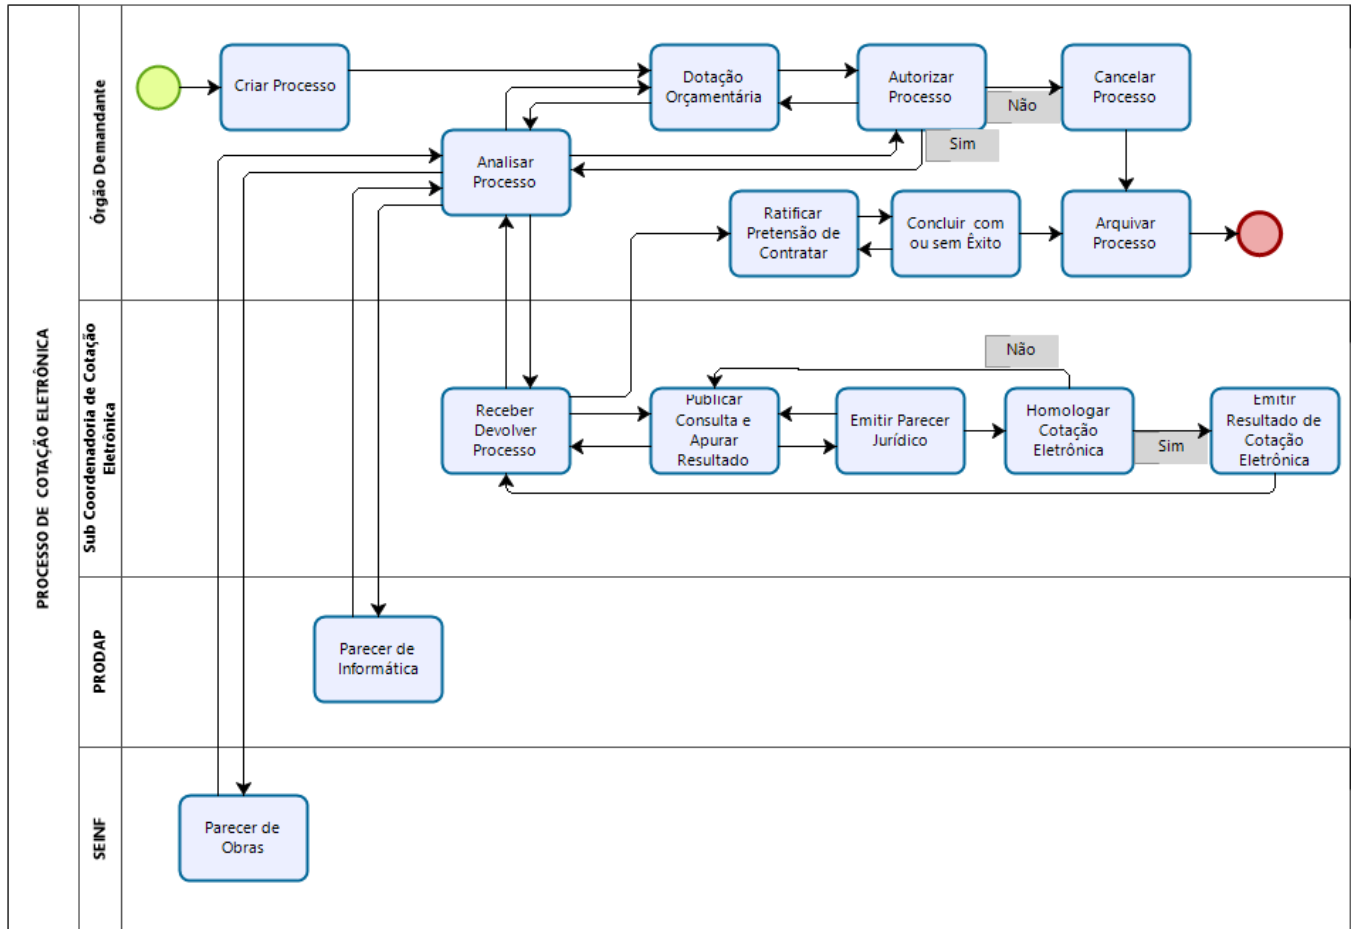 PROCESSO DE COTAÇÃO ELETRÔNICA
Órgão Demandante
Criar Processo
Dotação
Orçamentária
Autorizar
Processo
Não
Cancelar
Processo
Sim
Analisar
Processo
Ratificar
Pretensão de
Contratar
Concluir com
ou sem Êxito
Arquivar
Processo
Sub Coordenadoria de Cotação
Eletrônica
Não
Receber
Devolver
Processo
Publicar
Consulta e
Apurar
Resultado
Emitir Parecer
Jurídico
Homologar
Cotação
Eletrônica
Sim
Emitir
Resultado de
Cotação
Eletrônica
PRODAP
Parecer de
Informática
SEINF
Parecer de
Obras